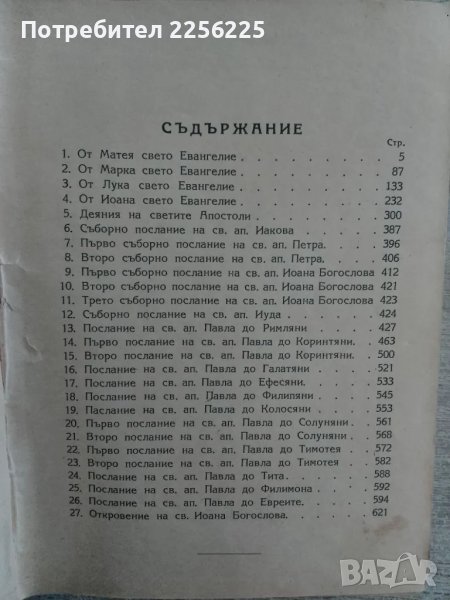 Потребител 2256225
СЪДЪРЖАНИЕ
Стр.
1. От Матея свето Евангелие . . . . . . . . 5
2. От Марка свето Евангелие . . . . . . . . 87
3. От Лука свето Евангелие . . . . . . . . 133
4. От Иоана свето Евангелие . . . . . . . . 232
5. Деяния на светите Апостоли . . . . . . . 300
6. Съборно послание на св. ап. Иакова . . . . 387
7. Първо съборно послание на св. ап. Петра . . 396
8. Второ съборно послание на св. ап. Петра . . 406
9. Първо съборно послание на св. ап. Иоана Богослова 412
10. Второ съборно послание на св. ап. Иоана Богослова 421
11. Трето съборно послание на св. ап. Иоана Богослова 423
12. Съборно послание на св. ап. Иуда . . . . . 424
13. Послание на св. ап. Павла до Римляни . . . 427
14. Първо послание на св. ап. Павла до Коринтяни . . 463
15. Второ послание на св. ап. Павла до Коринтяни . . 500
16. Послание на св. ап. Павла до Галатяни . . . 521
17. Послание на св. ап. Павла до Ефесяни . . . . 533
18. Послание на св. ап. Павла до Филипяни . . . 545
19. Паслание на св. ап. Павла до Колосяни . . . 553
20. Първо послание на св. ап. Павла до Солуняни . 561
21. Второ послание на св. ап. Павла до Солуняни . 568
22. Първо послание на св. ап. Павла до Тимотея . . 572
23. Второ послание на св. ап. Павла до Тимотея . . 582
24. Послание на св. ап. Павла до Тита . . . . . 588
25. Послание на св. ап. Павла до Филимона . . . 592
26. Послание на св. ап. Павла до Евреите . . . . 594
27. Откровение на св. Иоана Богослова . . . . . 621
BAZAR